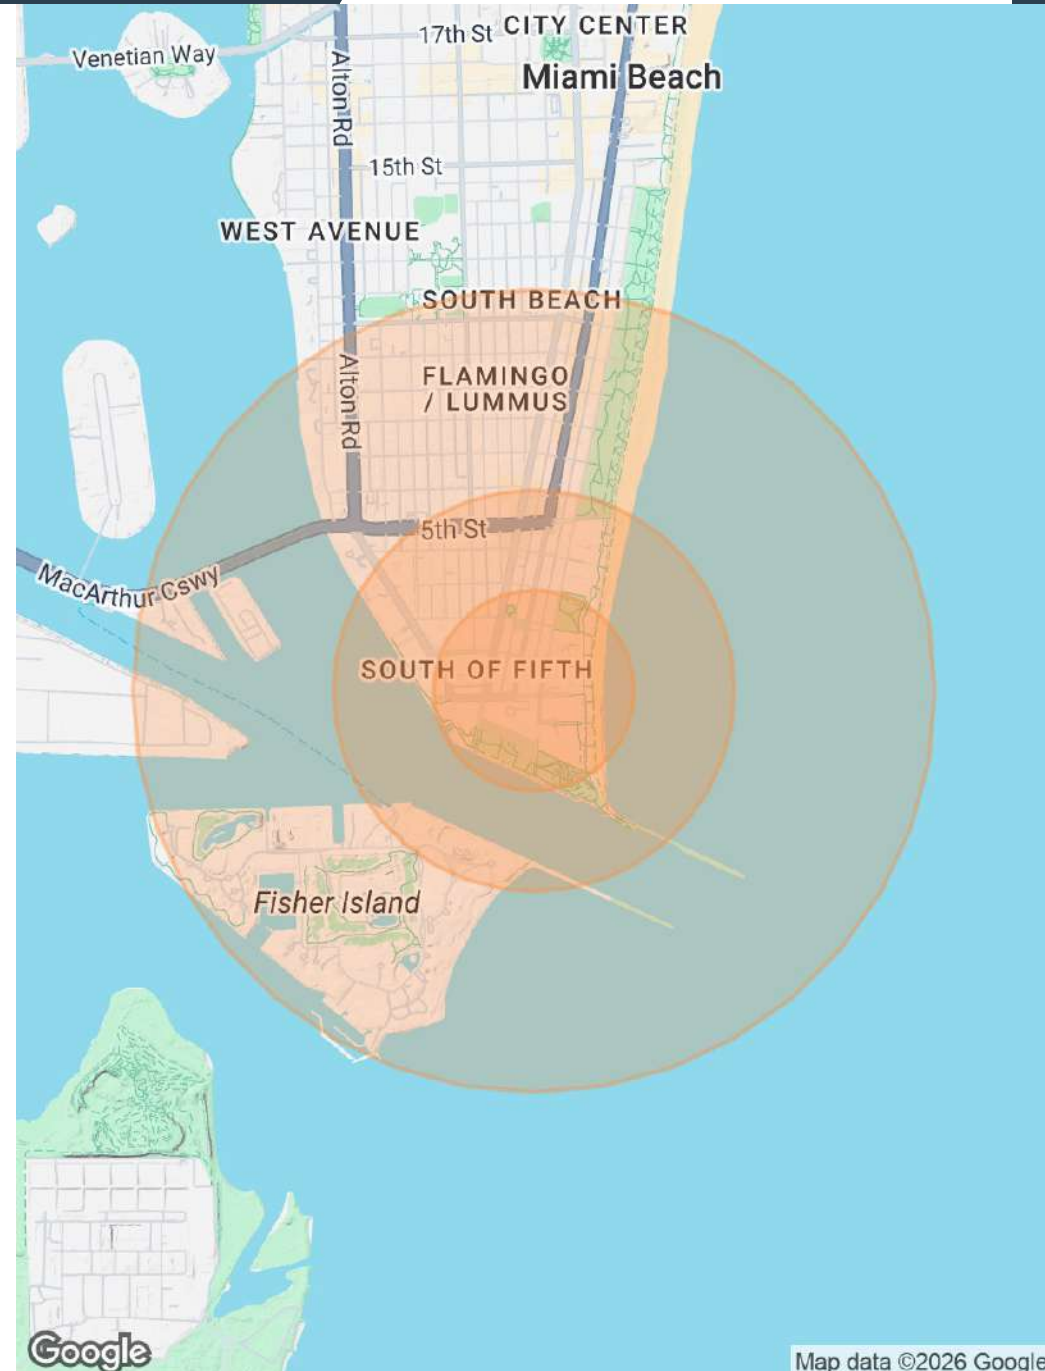 17th St
CITY CENTER
Venetian Way
Miami Beach
Alton Rd
15th St
WEST AVENUE
SOUTH BEACH
Alton Rd
FLAMINGO
/ LUMMUS
5th St
MacArthur Cswy
SOUTH OF FIFTH
Fisher Island
Google
Map data ©2026 Google